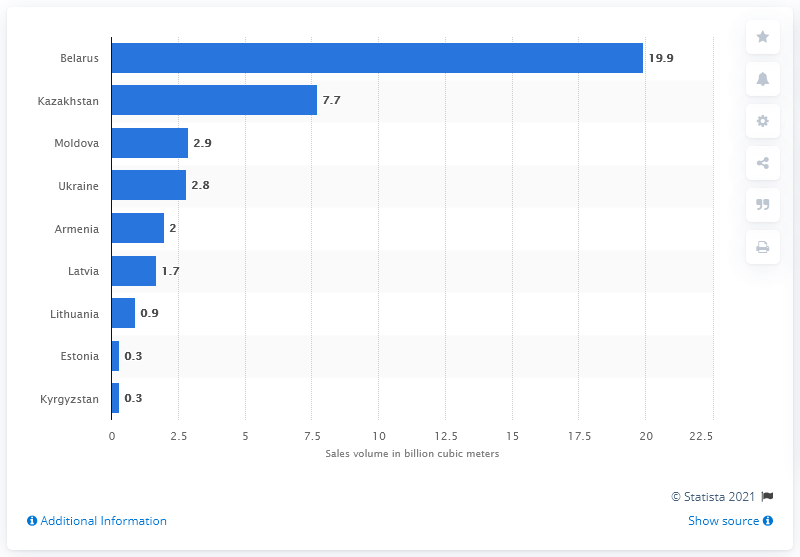 Belarus 19.9
Kazakhstan 7.7
Moldova 2.9
Ukraine 2.8
Armenia 2
Latvia 1.7
Lithuania 0.9
Estonia 0.3
Kyrgyzstan 0.3
0 2.5 5 7.5 10 12.5 15 17.5 20 22.5
Sales volume in billion cubic meters
© Statista 2021
Additional Information Show source